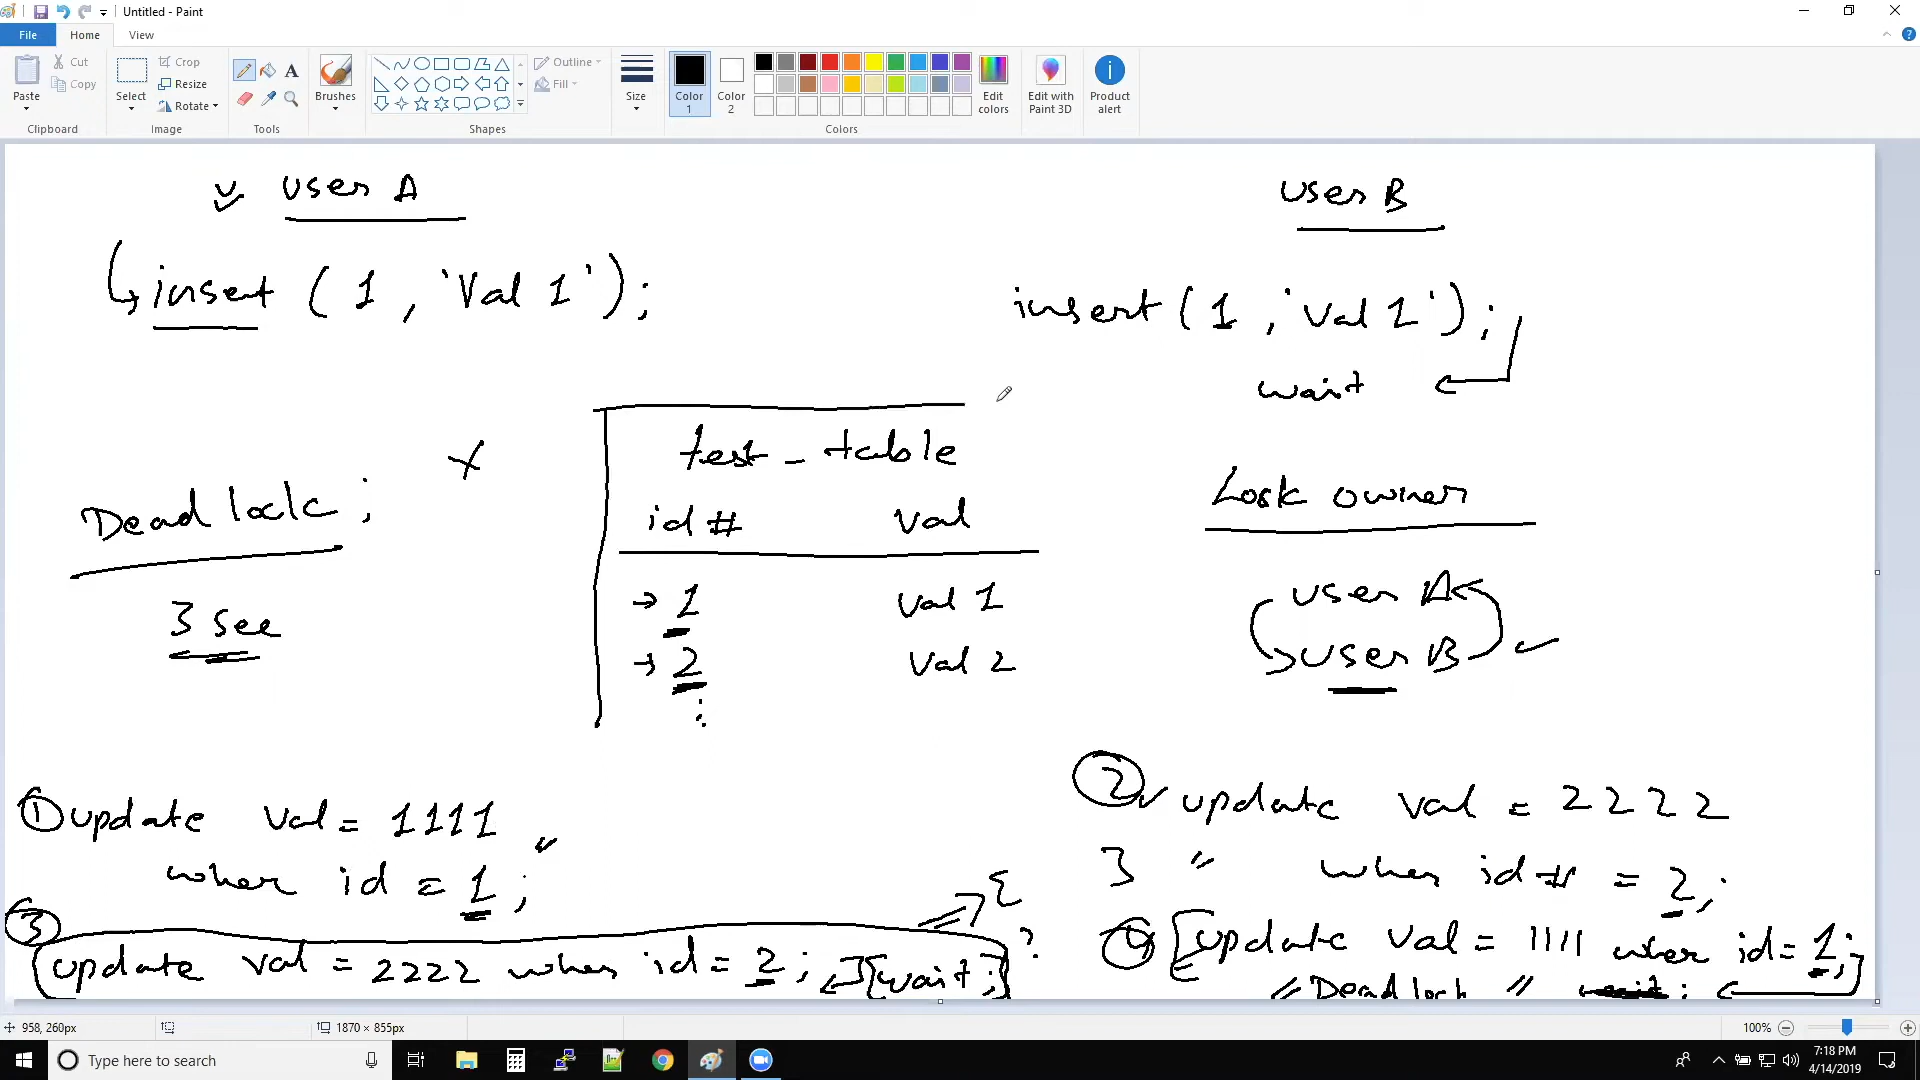 Untitled - Paint
File Home View
Paste Cut Copy Clipboard
Select Crop Resize Rotate Image
Tools
Brushes
Shapes Outline Fill
Size
Color 1 Color 2 Edit colors Colors
Edit with Paint 3D
Product alert
User A
User B
insert ( 1 , 'Val 1' ) ;
insert ( 1 , 'Val 1' ) ;
wait
test_table
Deadlock ;
id # val
Lock owner
3 sec
1 Val 1
User A
2 Val 2
User B
① update Val = 1111 "
where id = 1 ;
② update Val = 2222
3 " where id # = 2 ;
③ update Val = 2222 where id = 2 ; [wait ;] ?
④ [update Val = 1111 where id = 1 ;
" Deadlock "
958, 260px
1870 × 855px
100%
Type here to search
7:18 PM
4/14/2019